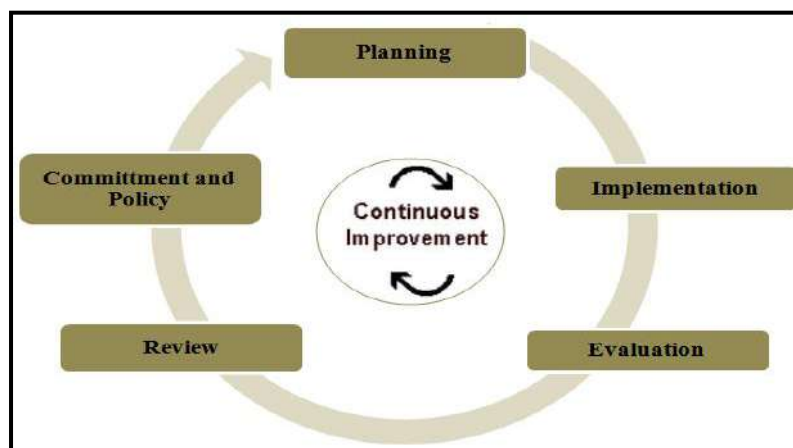 Planning
Committment and
Policy
Implementation
Continuous
Improvement
Review
Evaluation